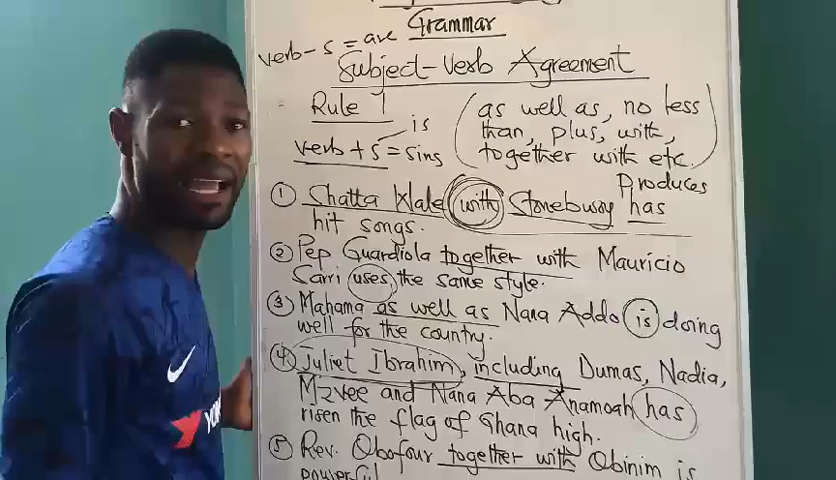 Grammar
verb - s = are
Subject-Verb Agreement
Rule 1
is
verb + s = sing
(as well as, no less
than, plus, with,
together with etc.)
Produces
① Shatta Wale with Stonebwoy has
hit songs.
② Pep Guardiola together with Mauricio
Sarri uses the same style.
③ Mahama as well as Nana Addo is doing
well for the country.
④ Juliet Ibrahim, including Dumas, Nadia,
Mzvee and Nana Aba Anamoah has
risen the flag of Ghana high.
⑤ Rev. Obofour together with Obinim is
powerful